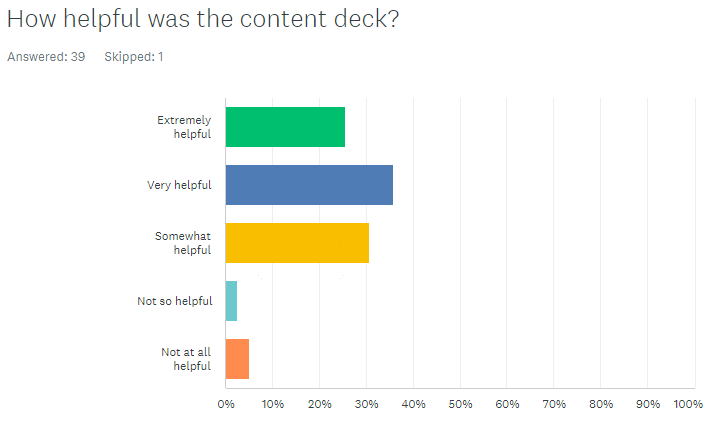 How helpful was the content deck?
Answered: 39 Skipped: 1
Extremely
helpful
Very helpful
Somewhat
helpful
Not so helpful
Not at all
helpful
0% 10% 20% 30% 40% 50% 60% 70% 80% 90% 100%